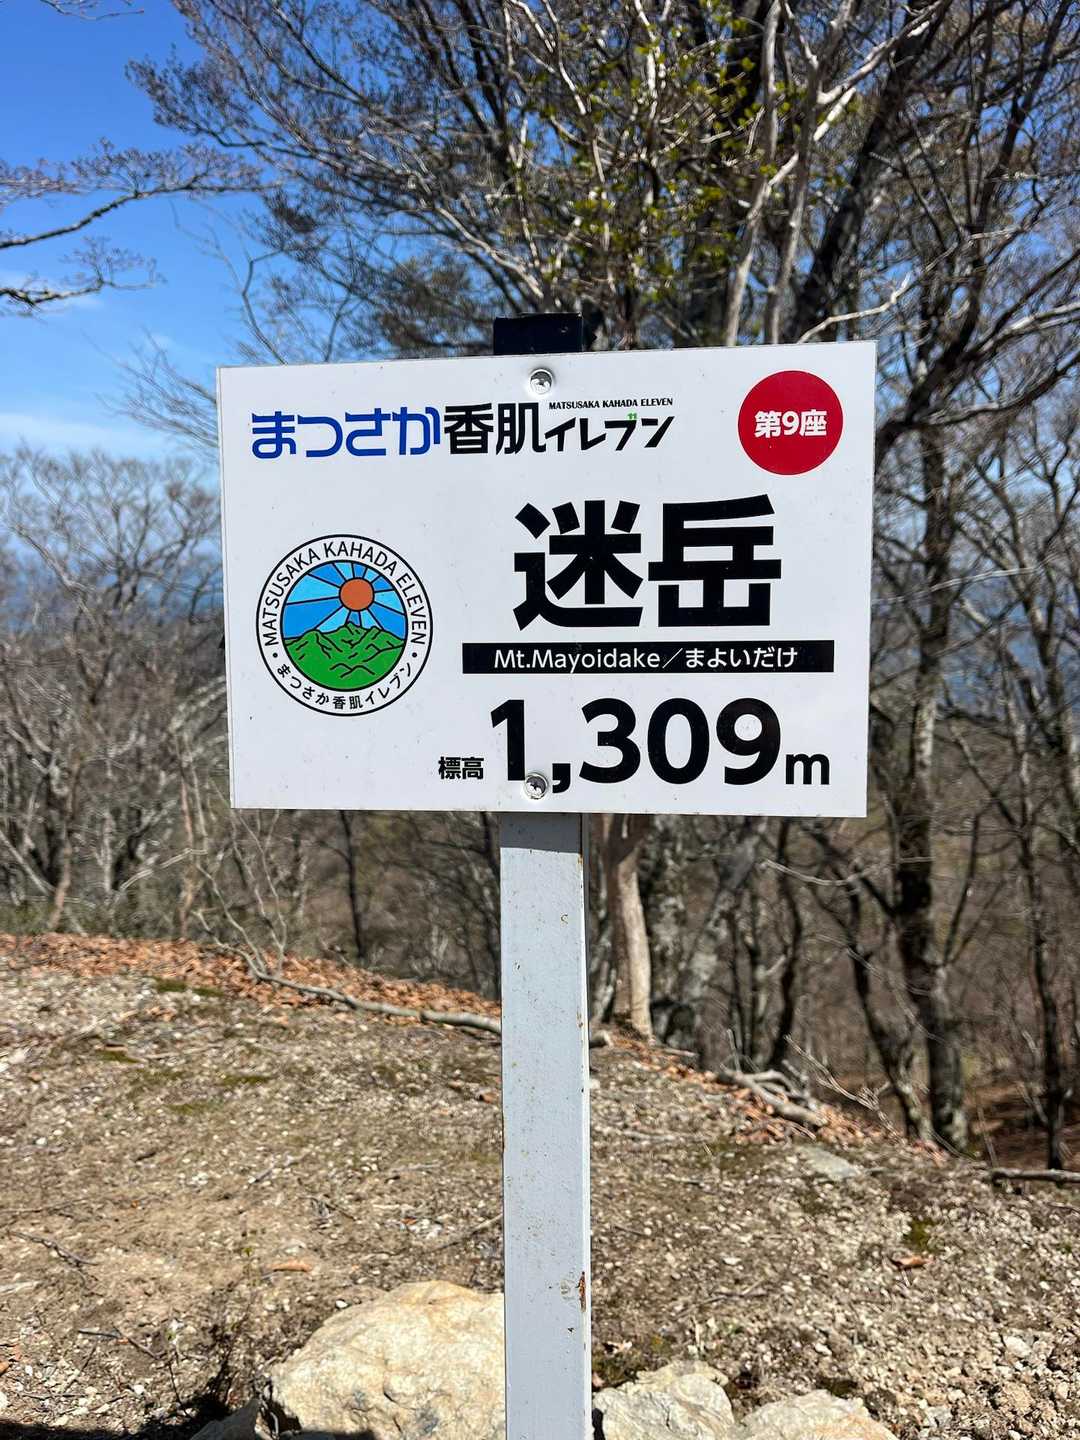 MATSUSAKA KAHADA ELEVEN
まつさか香肌イレブン
第9座
迷岳
MATSUSAKA KAHADA ELEVEN
まつさか香肌イレブン
Mt.Mayoidake／まよいだけ
標高 1,309m